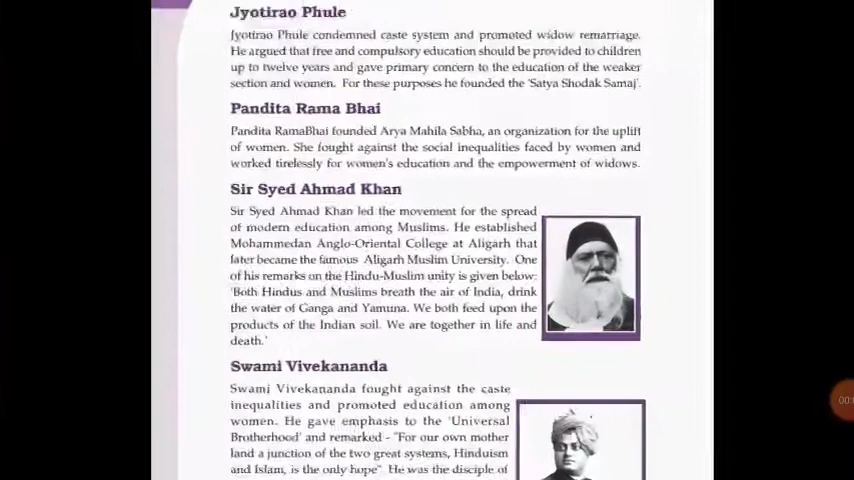 Jyotirao Phule
Jyotirao Phule condemned caste system and promoted widow remarriage.
He argued that free and compulsory education should be provided to children
up to twelve years and gave primary concern to the education of the weaker
section and women. For these purposes he founded the 'Satya Shodak Samaj'.
Pandita Rama Bhai
Pandita RamaBhai founded Arya Mahila Sabha, an organization for the uplift
of women. She fought against the social inequalities faced by women and
worked tirelessly for women's education and the empowerment of widows.
Sir Syed Ahmad Khan
Sir Syed Ahmad Khan led the movement for the spread
of modern education among Muslims. He established
Mohammedan Anglo-Oriental College at Aligarh that
later became the famous Aligarh Muslim University. One
of his remarks on the Hindu-Muslim unity is given below:
'Both Hindus and Muslims breath the air of India, drink
the water of Ganga and Yamuna. We both feed upon the
products of the Indian soil. We are together in life and
death.'
Swami Vivekananda
Swami Vivekananda fought against the caste
inequalities and promoted education among
women. He gave emphasis to the 'Universal
Brotherhood' and remarked - "For our own mother
land a junction of the two great systems, Hinduism
and Islam, is the only hope" He was the disciple of